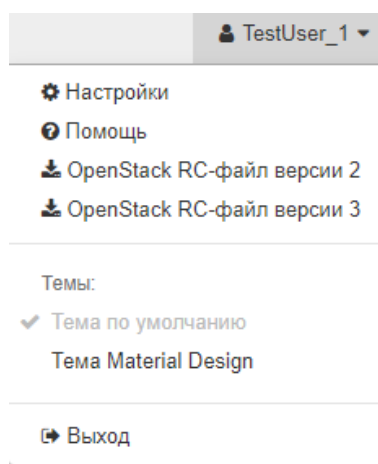 TestUser_1
Настройки
Помощь
OpenStack RC-файл версии 2
OpenStack RC-файл версии 3
Темы:
Тема по умолчанию
Тема Material Design
Выход